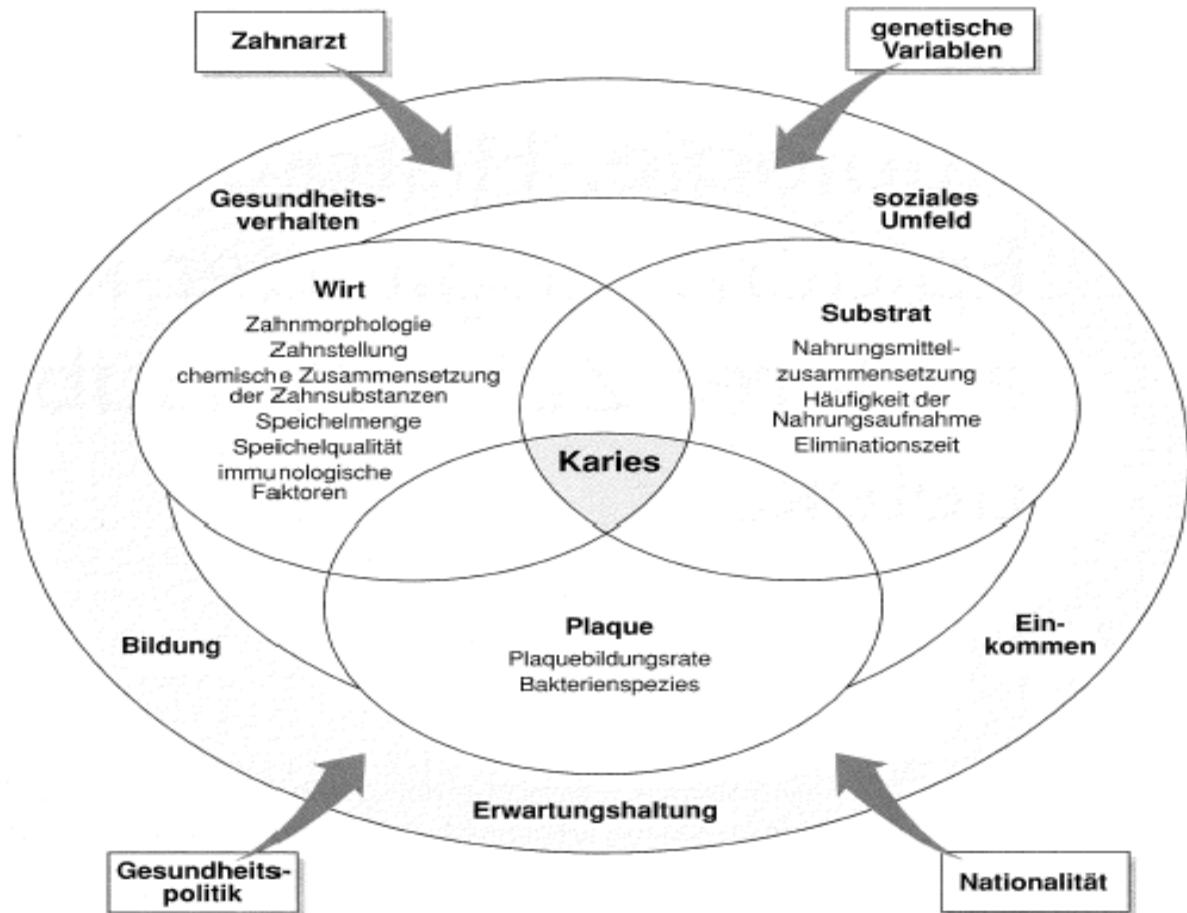 Zahnarzt
genetische
Variablen
Gesundheits-
verhalten
soziales
Umfeld
Wirt
Zahnmorphologie
Zahnstellung
chemische Zusammensetzung
der Zahnsubstanzen
Speichelmenge
Speichelqualität
immunologische
Faktoren
Substrat
Nahrungsmittel-
zusammensetzung
Häufigkeit der
Nahrungsaufnahme
Eliminationszeit
Karies
Plaque
Plaquebildungsrate
Bakterienspezies
Bildung
Ein-
kommen
Erwartungshaltung
Gesundheits-
politik
Nationalität